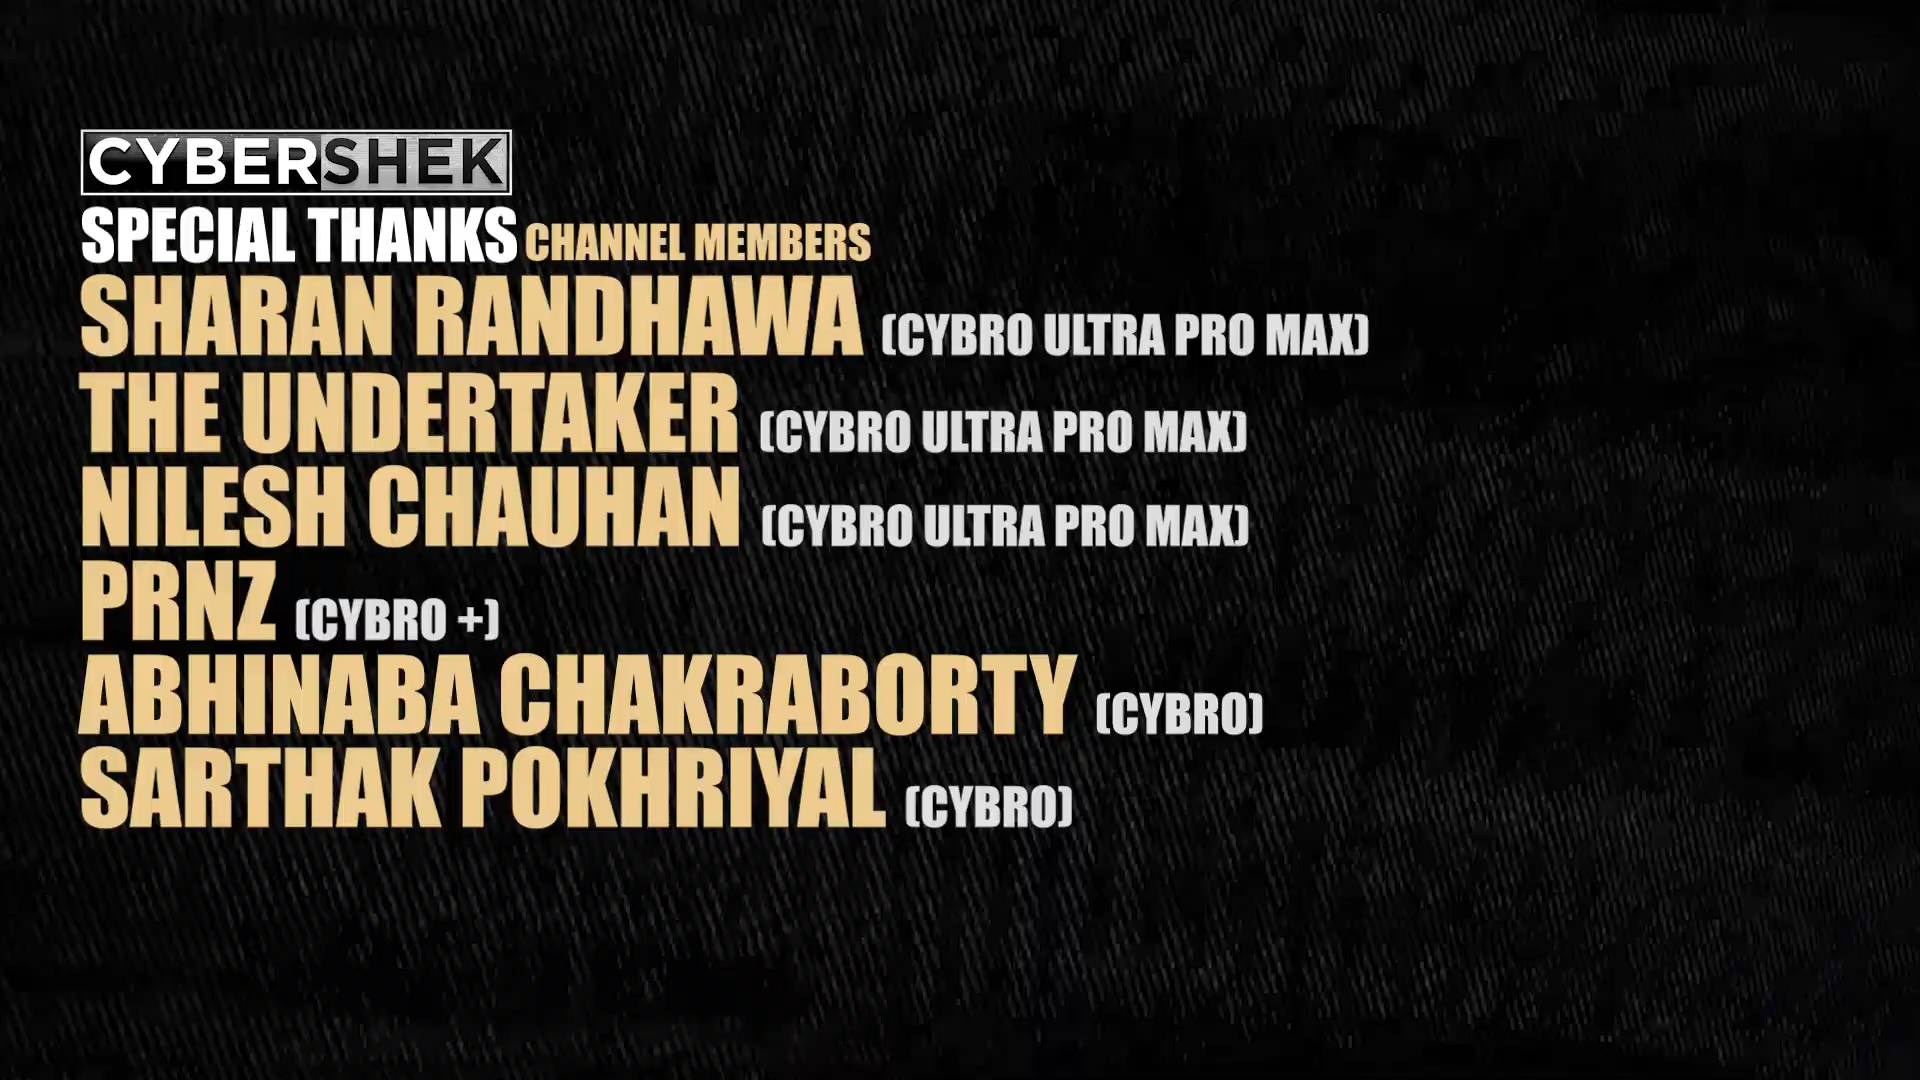 CYBERSHEK
SPECIAL THANKS CHANNEL MEMBERS
SHARAN RANDHAWA (CYBRO ULTRA PRO MAX)
THE UNDERTAKER (CYBRO ULTRA PRO MAX)
NILESH CHAUHAN (CYBRO ULTRA PRO MAX)
PRNZ (CYBRO +)
ABHINABA CHAKRABORTY (CYBRO)
SARTHAK POKHRIYAL (CYBRO)